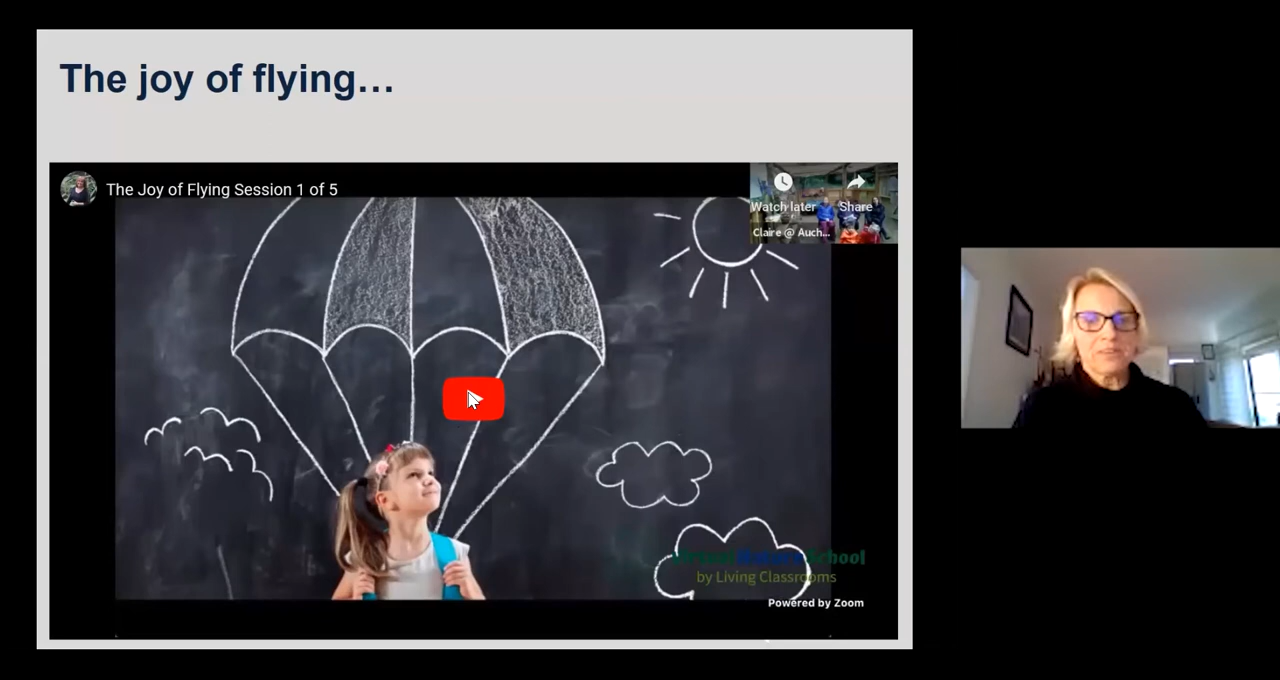 The joy of flying…
The Joy of Flying Session 1 of 5
Watch later
Share
Claire @ Auch...
School
by Living Classrooms
Powered by Zoom